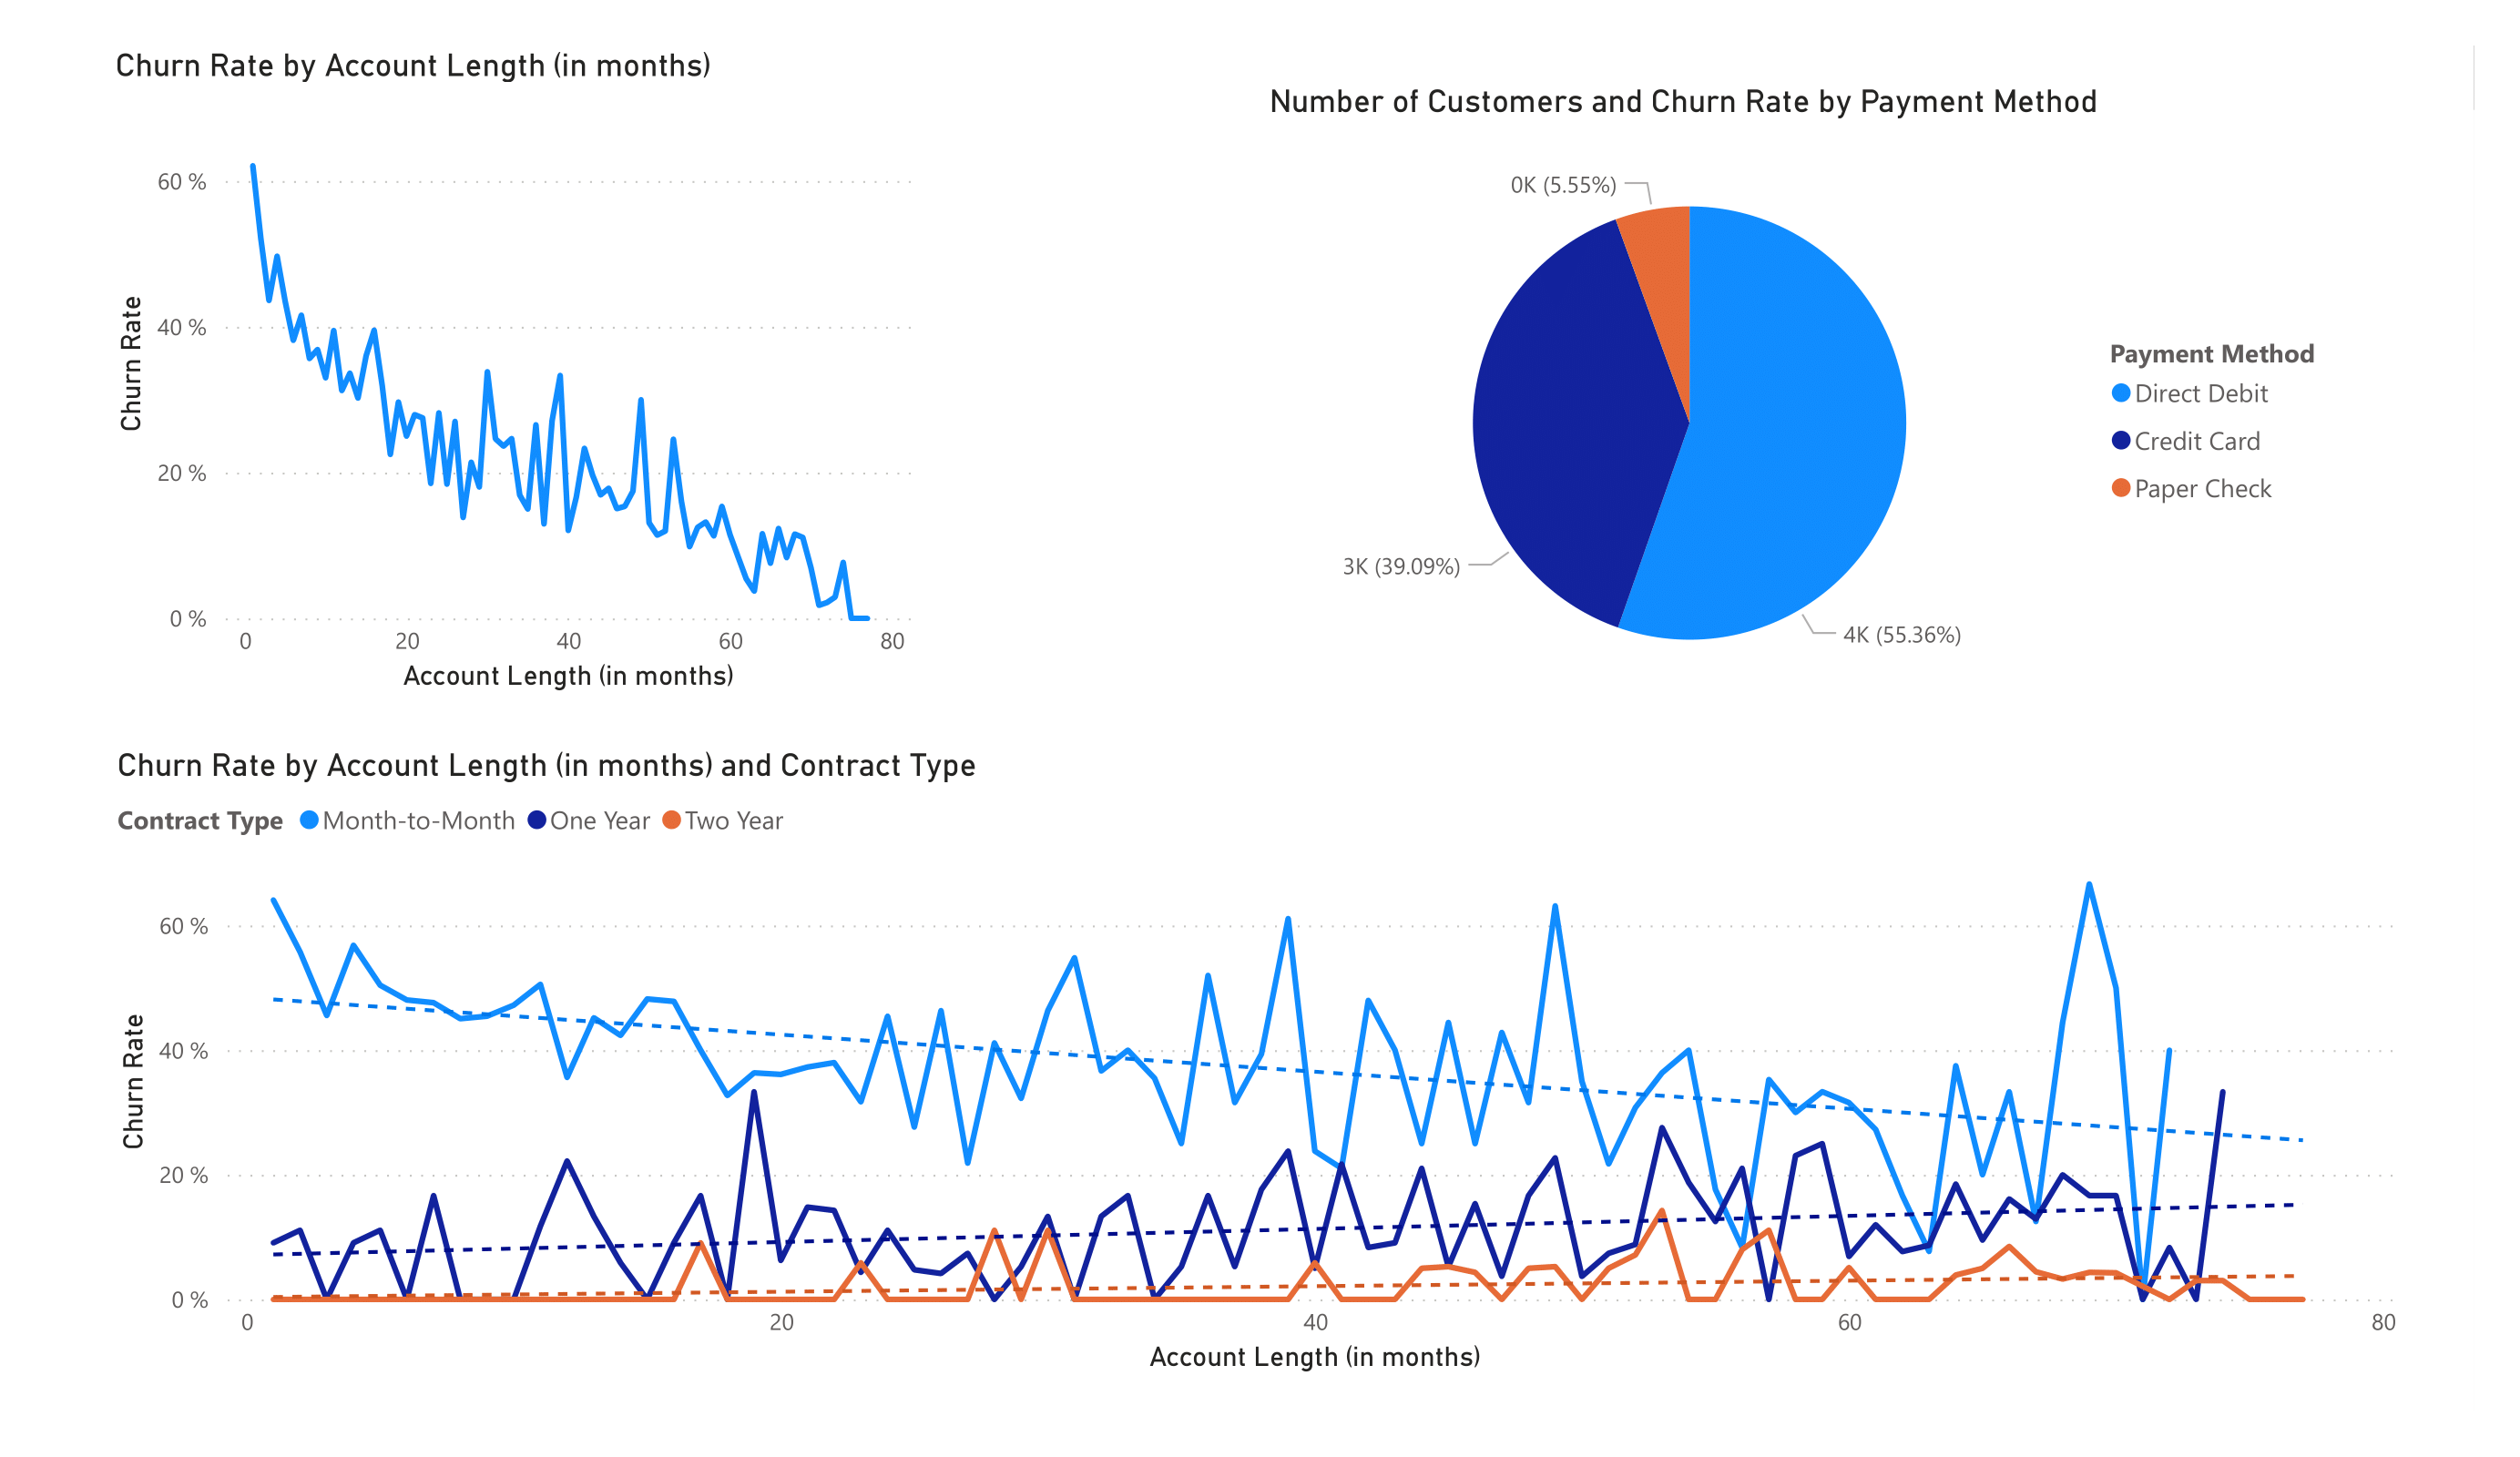 Churn Rate by Account Length (in months)
60 %
40 %
20 %
0 %
Churn Rate
0 20 40 60 80
Account Length (in months)
Number of Customers and Churn Rate by Payment Method
0K (5.55%)
3K (39.09%)
4K (55.36%)
Payment Method
Direct Debit
Credit Card
Paper Check
Churn Rate by Account Length (in months) and Contract Type
Contract Type Month-to-Month One Year Two Year
60 %
40 %
20 %
0 %
Churn Rate
0 20 40 60 80
Account Length (in months)